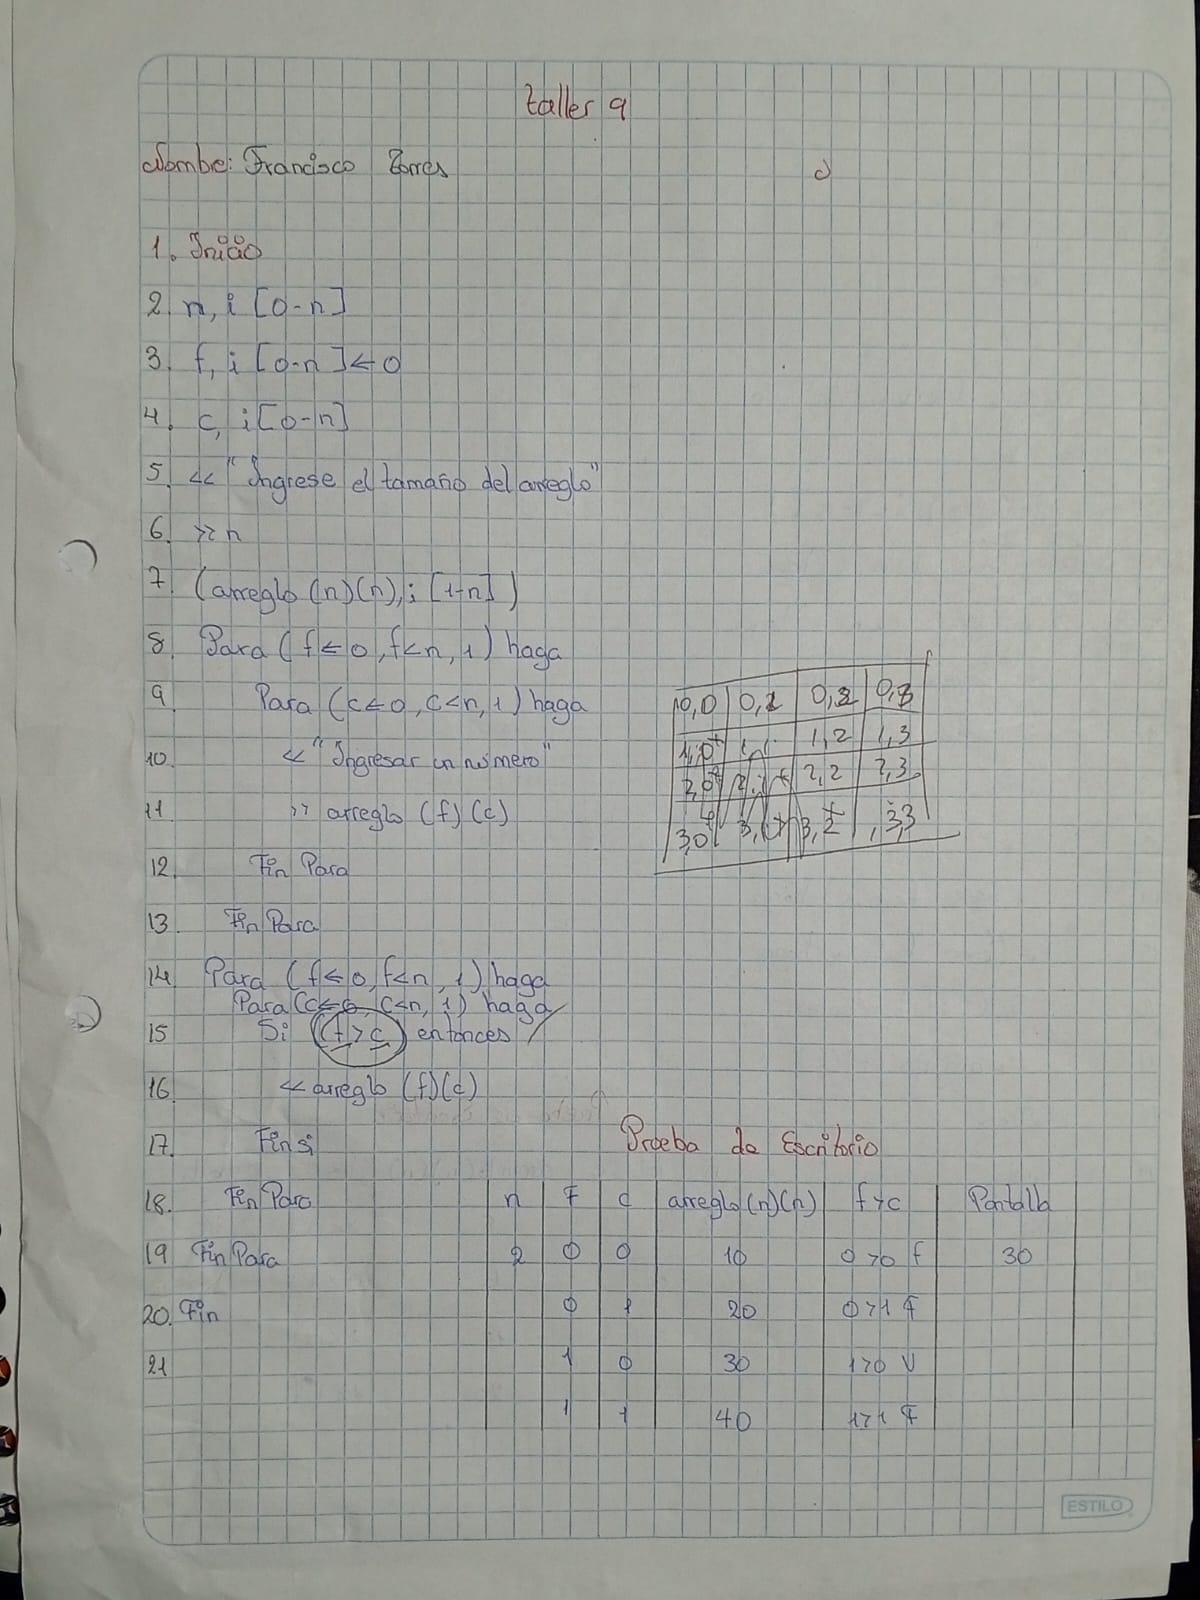 taller 9
Nombre: Francisco Torres
c)
1. Inicio
2. n, i [0-n]
3. f, i [0-n] ← 0
4. c, i [0-n]
5. << "Ingrese el tamaño del arreglo"
6. >> n
7. (arreglo (n)(n), i [1-n])
8. Para (f ← 0, f<n, 1) haga
9. Para (c ← 0, c<n, 1) haga
10. << "Ingresar un número"
11. >> arreglo (f)(c)
12. Fin Para
13. Fin Para
0,0 0,1 0,2 0,3
1,0 1,1 1,2 1,3
2,0 2,2 2,3
3,0 3,2 3,3
14. Para (f ← 0, f<n, 1) haga
Para (c ← 0, c<n, 1) haga
15 Si (f>c) entonces
16. << arreglo (f)(c)
17. Fin si
18. Fin Para
19 Fin Para
20. Fin
21
Prueba de Escritorio
n F c arreglo (n)(n) f>c Pantalla
2 0 0 10 0>0 f 30
0 1 20 0>1 F
1 0 30 1>0 V
1 1 40 1>1 F
ESTILO